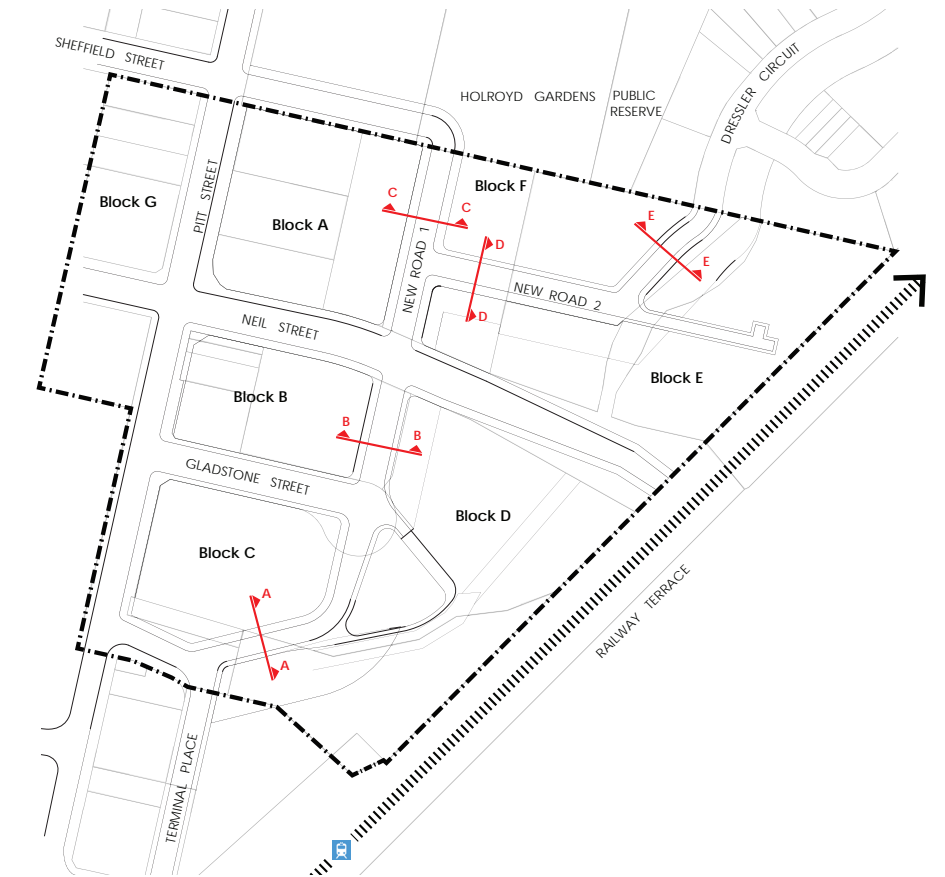 SHEFFIELD STREET
DRESSLER CIRCUIT
HOLROYD GARDENS PUBLIC
RESERVE
Block F
C
C
Block G
PITT STREET
Block A
E
E
D
D
NEW ROAD 1
NEW ROAD 2
NEIL STREET
Block E
Block B
B
B
GLADSTONE STREET
Block D
Block C
A
A
RAILWAY TERRACE
TERMINAL PLACE